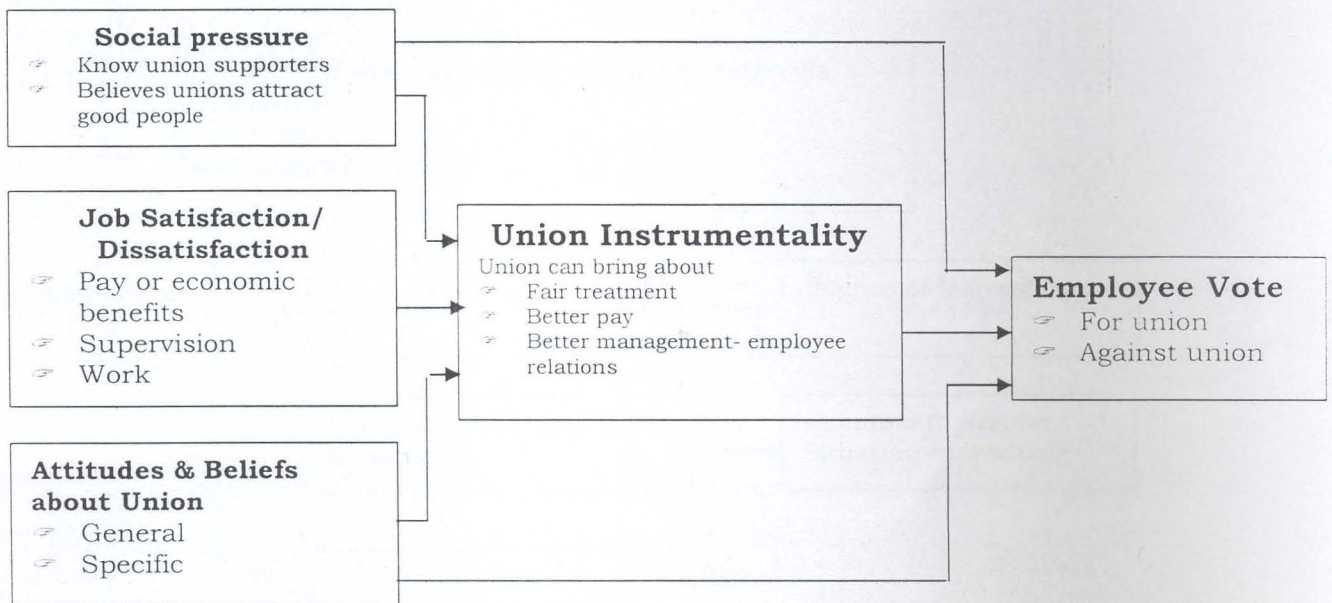 Social pressure
☞ Know union supporters
☞ Believes unions attract
good people
Job Satisfaction/
Dissatisfaction
☞ Pay or economic
benefits
☞ Supervision
☞ Work
Attitudes & Beliefs
about Union
☞ General
☞ Specific
Union Instrumentality
Union can bring about
☞ Fair treatment
☞ Better pay
☞ Better management- employee
relations
Employee Vote
☞ For union
☞ Against union